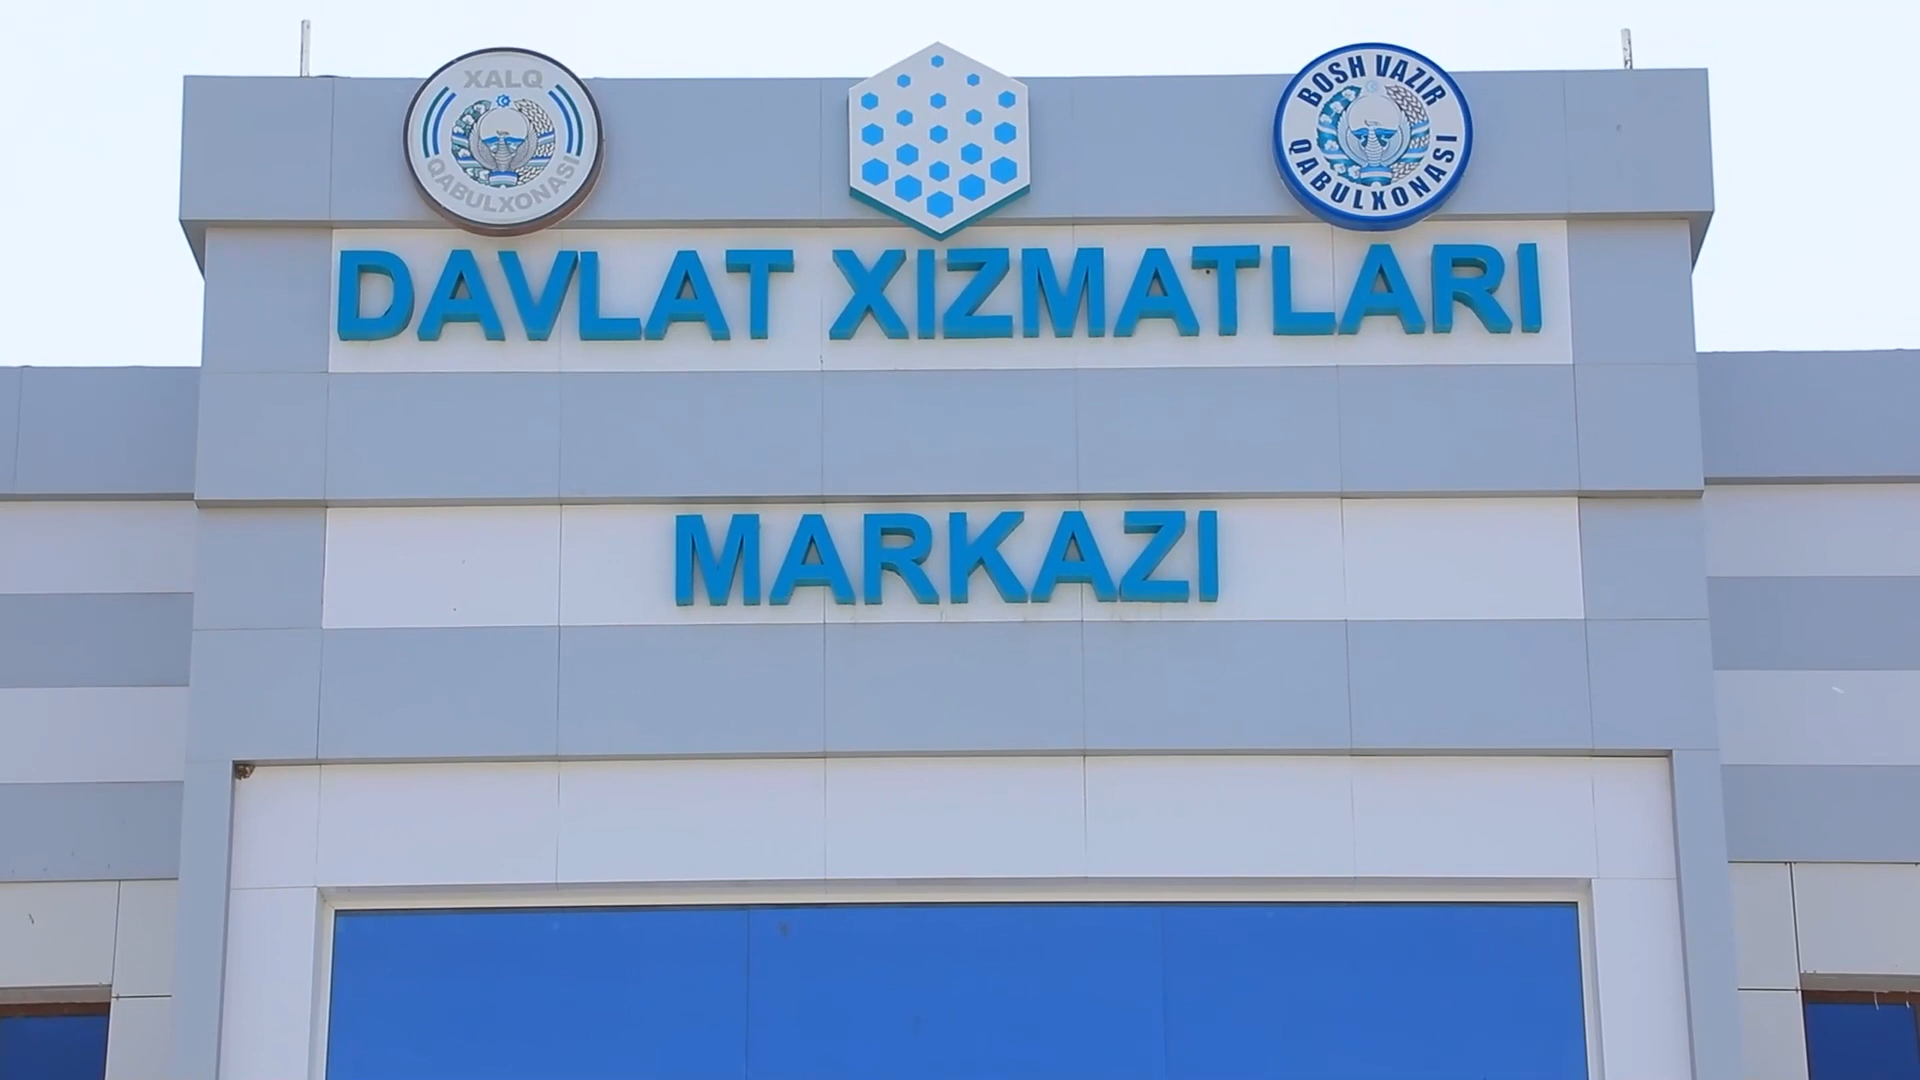 XALQ
QABULXONASI
BOSH VAZIR
QABULXONASI
DAVLAT XIZMATLARI
MARKAZI